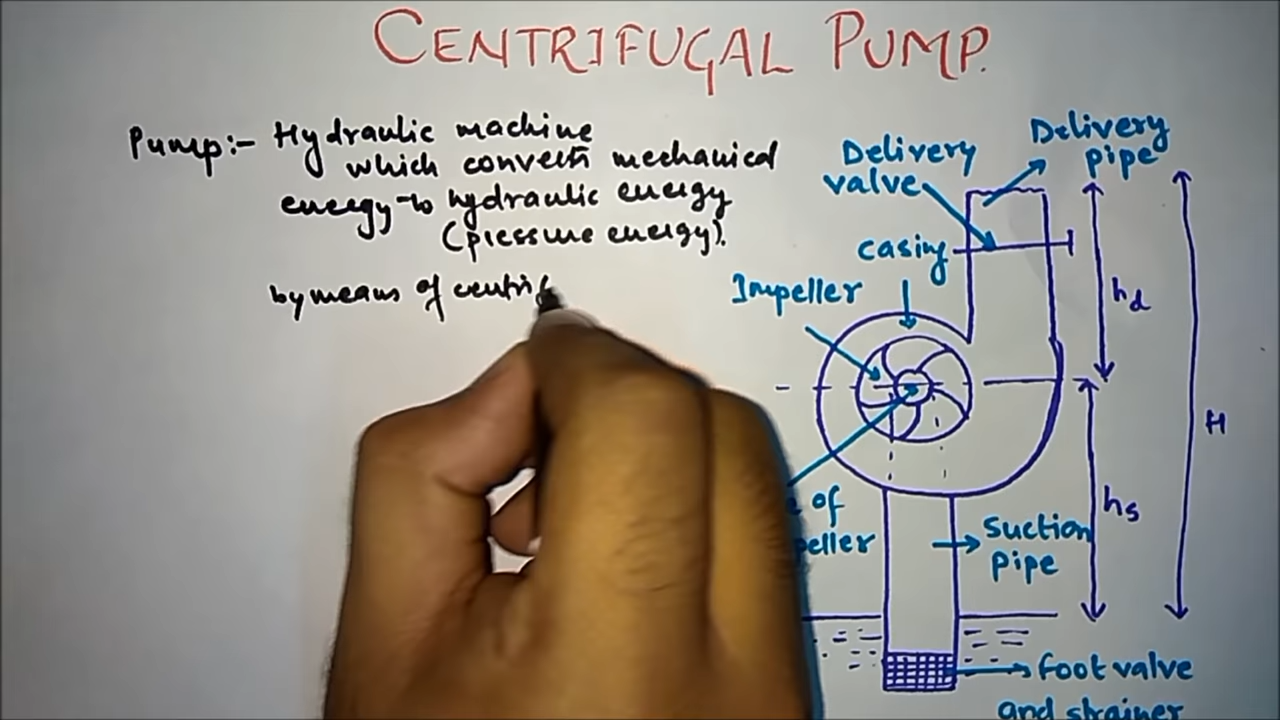 CENTRIFUGAL PUMP.
Pump:- Hydraulic machine
which converts mechanical
energy to hydraulic energy
(pressure energy).
by means of centrif
Delivery
valve
Delivery
pipe
casing
Impeller
hd
H
hs
of
Suction
pipe
foot valve
and strainer